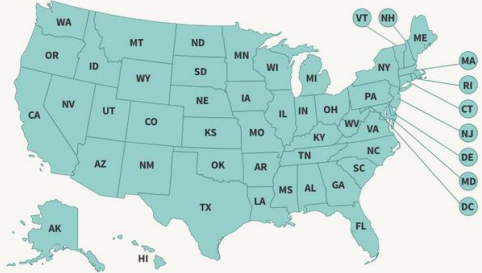 VT NH
WA ME
MT ND MN
OR ID WI NY MA
SD MI
WY RI
IA PA
NV NE CT
UT IL IN OH
CA CO WV NJ
KS MO VA
KY DE
NC
AZ NM OK AR TN MD
SC
MS AL GA DC
TX LA
FL
AK
HI